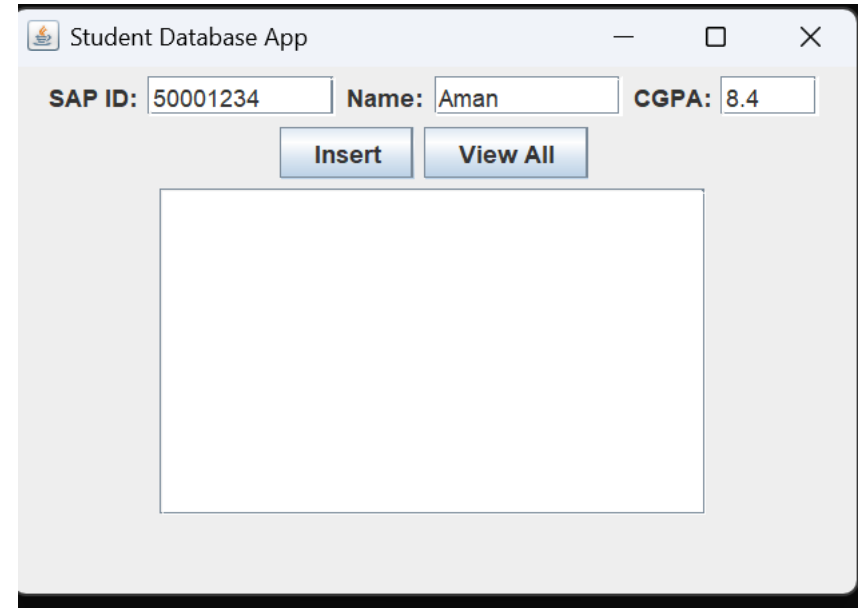 Student Database App
SAP ID: 50001234 Name: Aman CGPA: 8.4
Insert View All